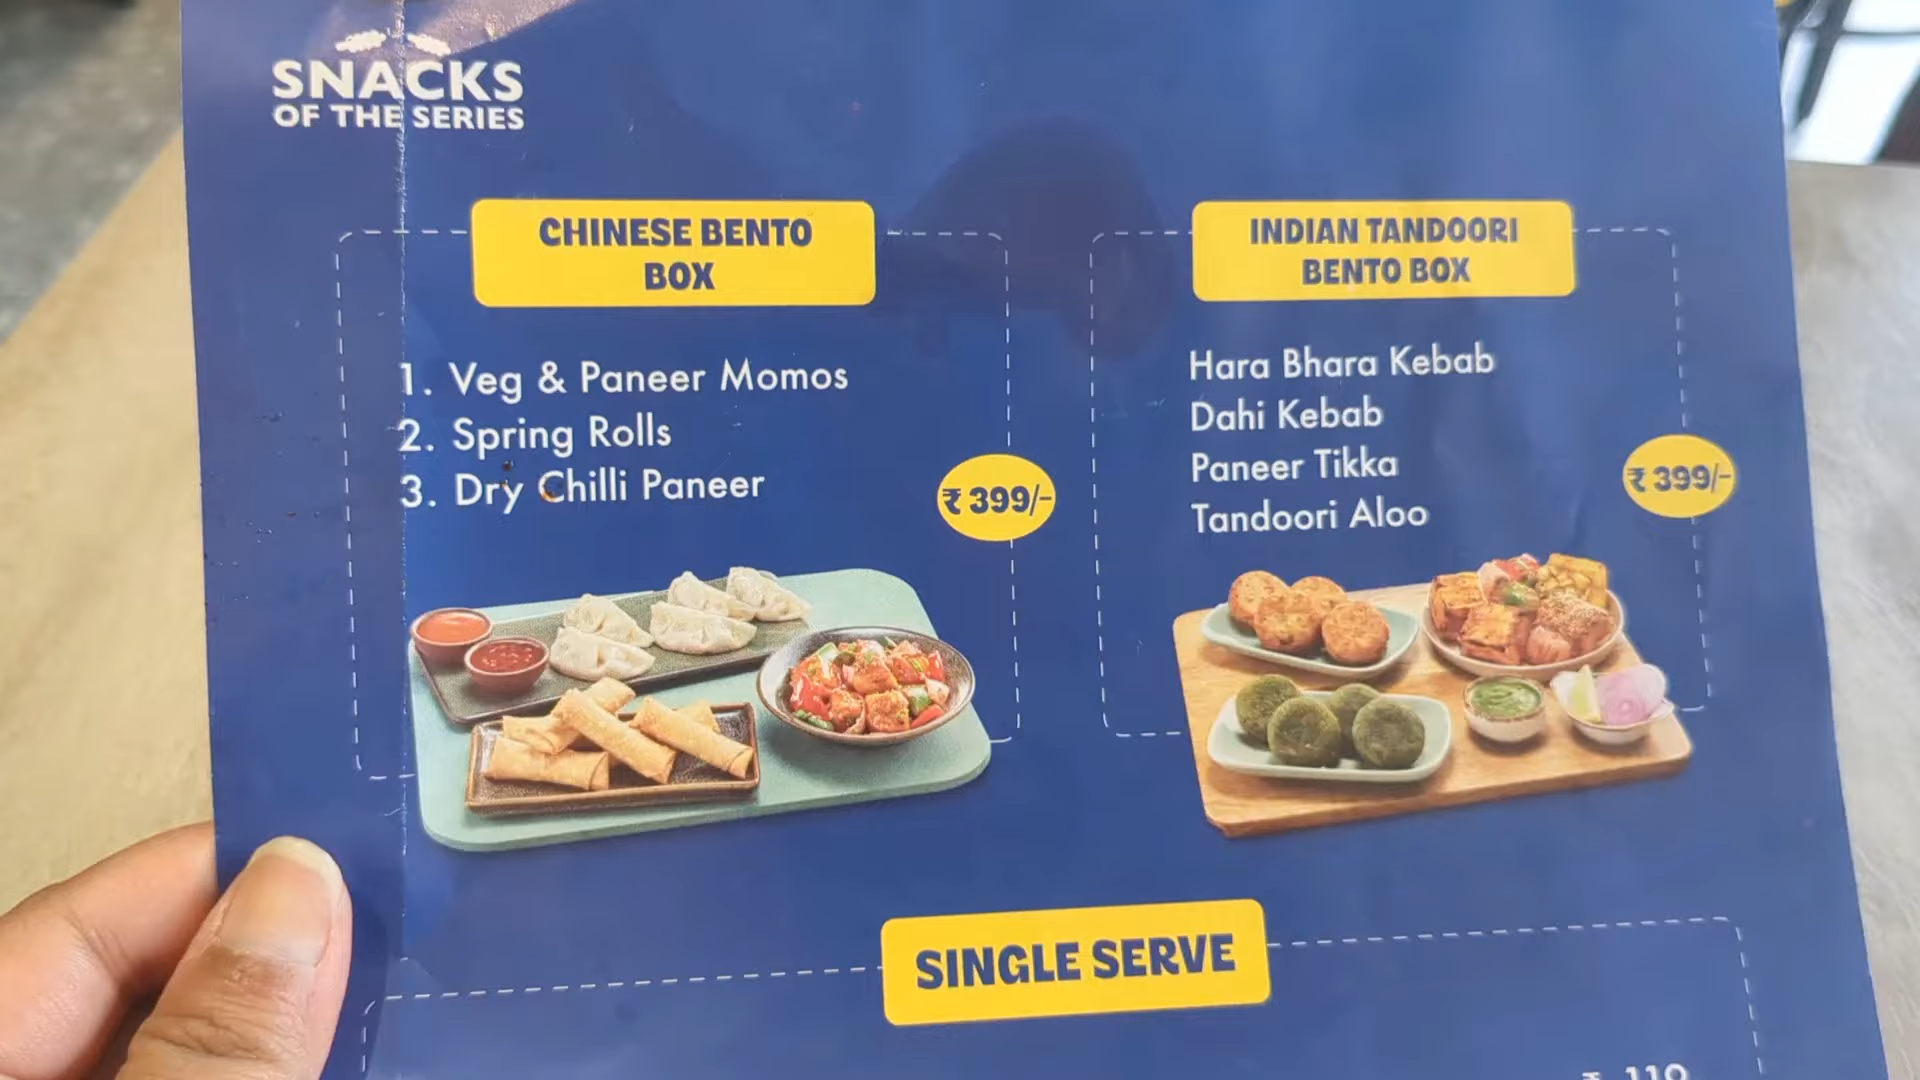 SNACKS
OF THE SERIES
CHINESE BENTO
BOX
1. Veg & Paneer Momos
2. Spring Rolls
3. Dry Chilli Paneer
₹ 399/-
INDIAN TANDOORI
BENTO BOX
Hara Bhara Kebab
Dahi Kebab
Paneer Tikka
Tandoori Aloo
₹ 399/-
SINGLE SERVE